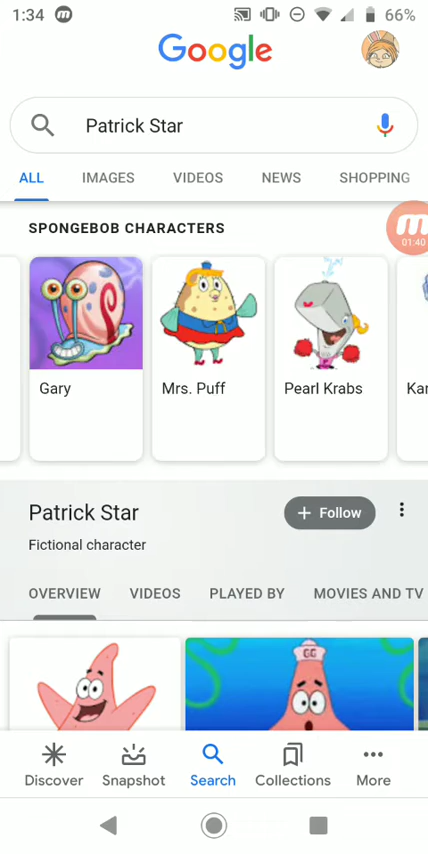 1:34 66%
Google
Patrick Star
ALL IMAGES VIDEOS NEWS SHOPPING
SPONGEBOB CHARACTERS
01:40
Gary Mrs. Puff Pearl Krabs Kar
Patrick Star
+ Follow
Fictional character
OVERVIEW VIDEOS PLAYED BY MOVIES AND TV
GG
Discover Snapshot Search Collections More